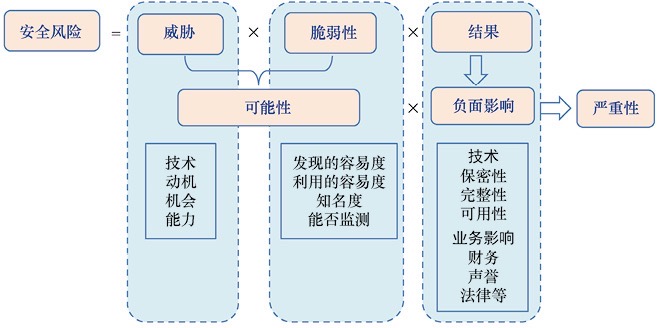 安全风险 = 威胁 × 脆弱性 × 结果
可能性 × 负面影响
严重性
技术
动机
机会
能力
发现的容易度
利用的容易度
知名度
能否监测
技术
保密性
完整性
可用性
业务影响
财务
声誉
法律等